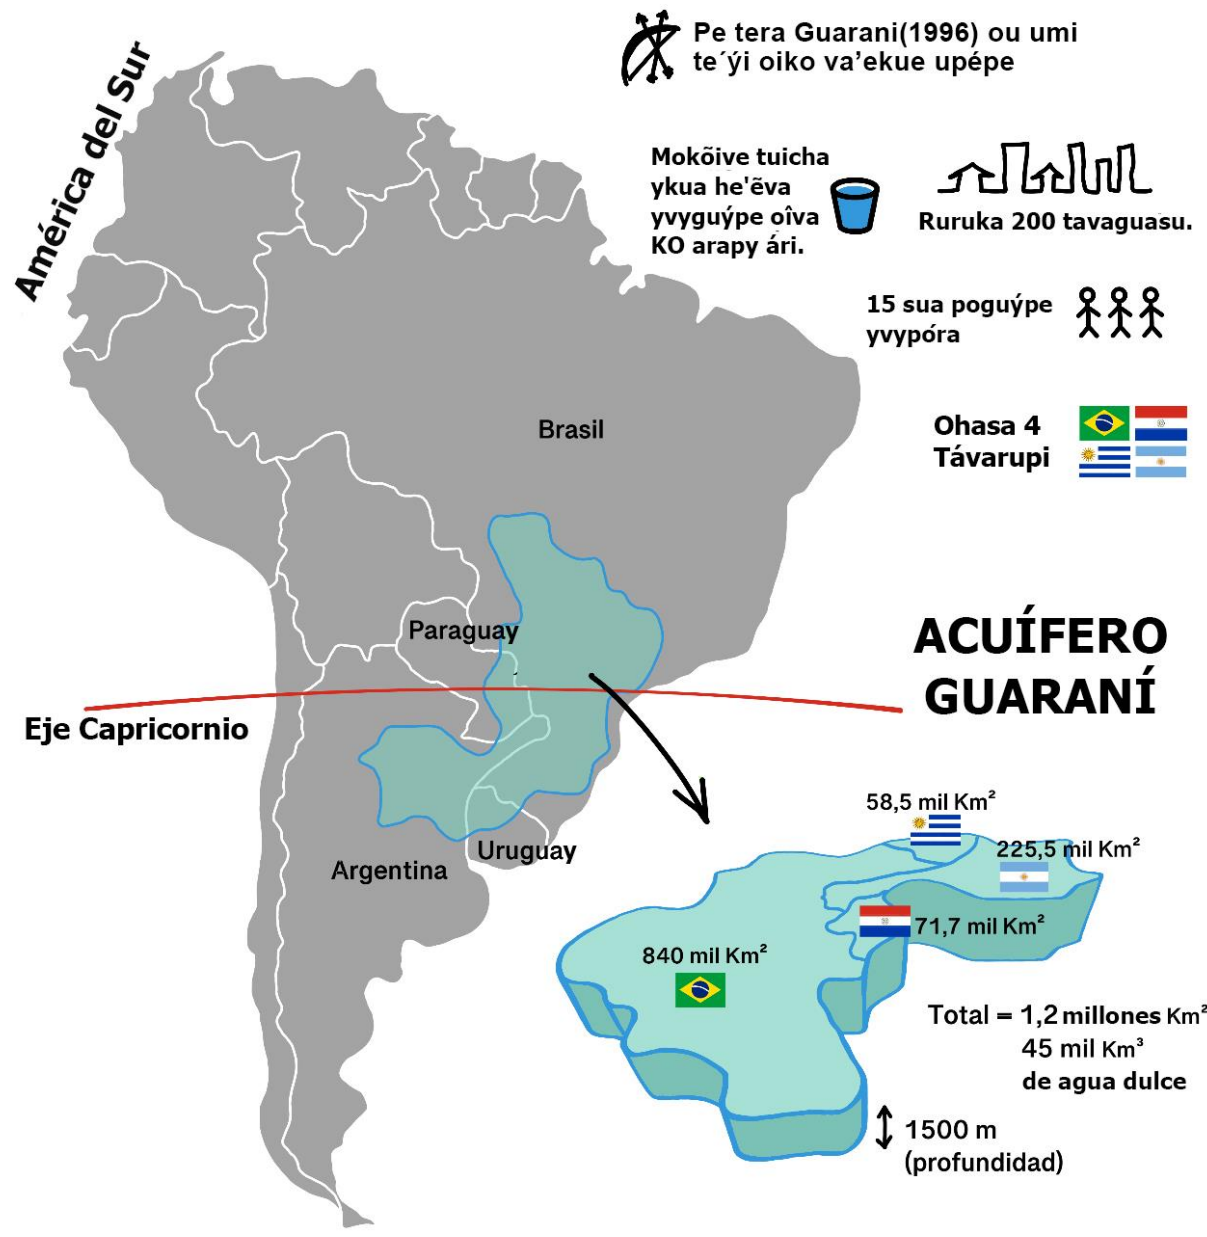 América del Sur
Pe tera Guarani(1996) ou umi
te´ýi oiko va’ekue upépe
Mokõive tuicha
ykua he'ẽva
yvyguýpe oîva
KO arapy ári.
Ruruka 200 tavaguasu.
15 sua poguýpe
yvypóra
Ohasa 4
Távarupi
Brasil
Paraguay
Eje Capricornio
Argentina
Uruguay
ACUÍFERO
GUARANÍ
58,5 mil Km²
225,5 mil Km²
71,7 mil Km²
840 mil Km²
Total = 1,2 millones Km²
45 mil Km³
de agua dulce
1500 m
(profundidad)